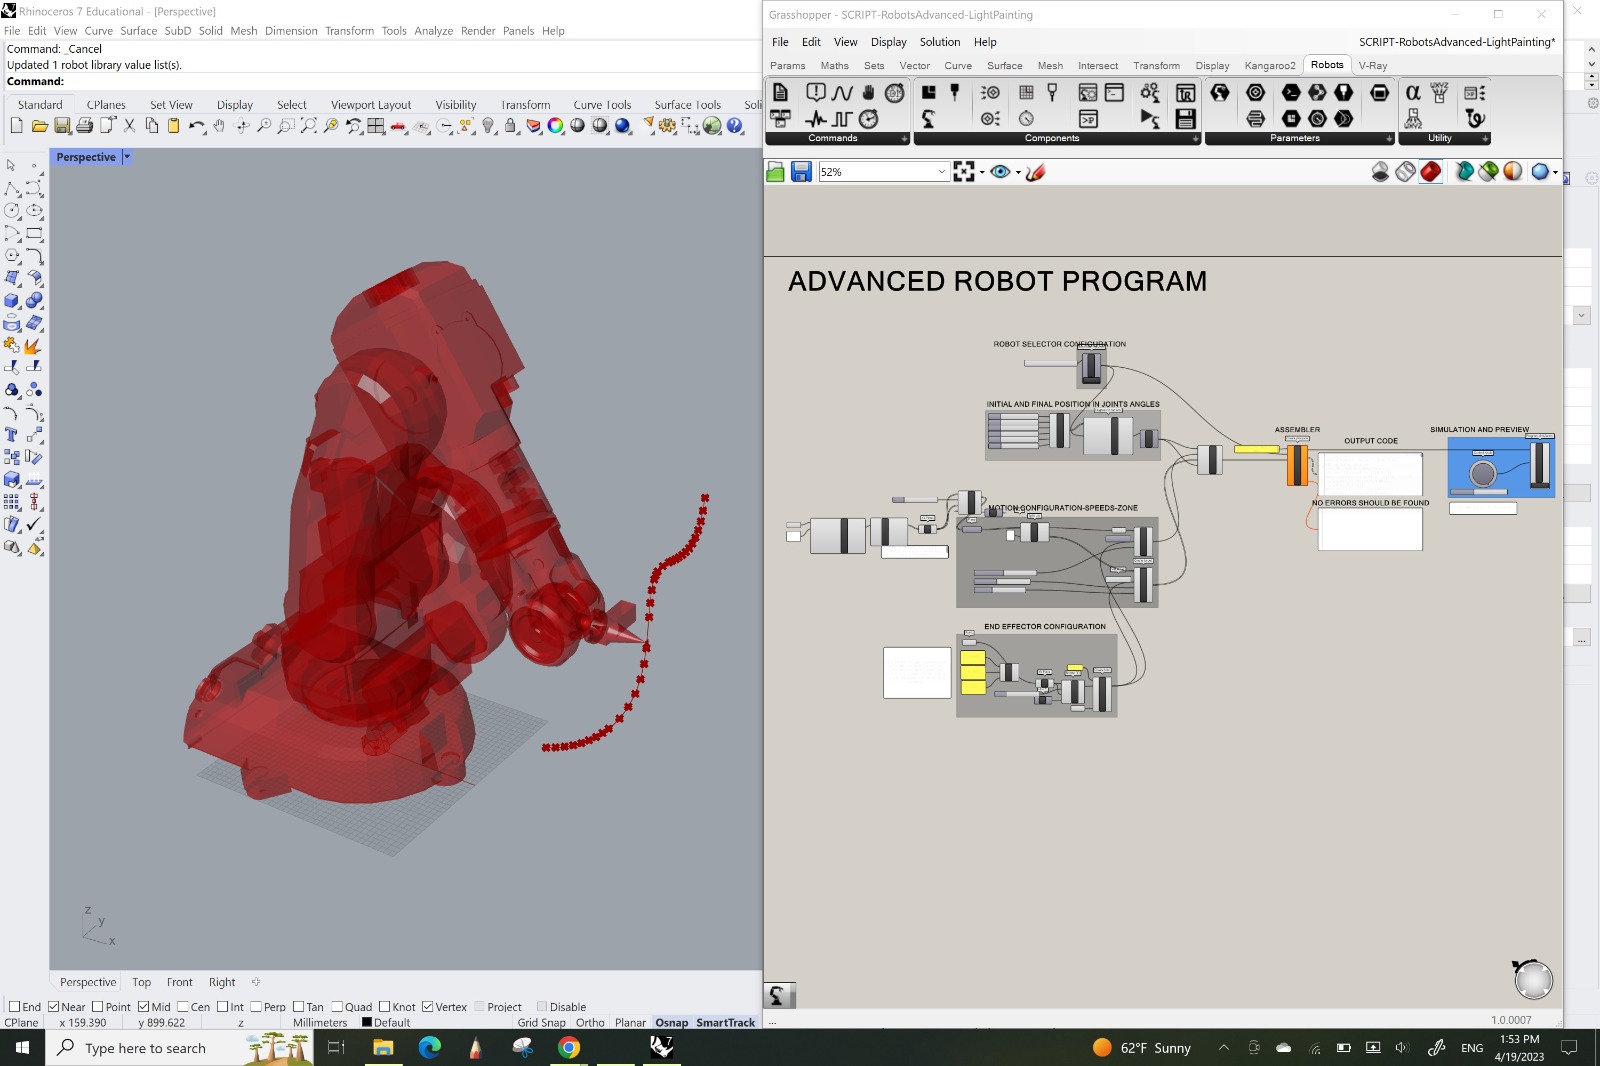 Rhinoceros 7 Educational - [Perspective]
File Edit View Curve Surface SubD Solid Mesh Dimension Transform Tools Analyze Render Panels Help
Command: _Cancel
Updated 1 robot library value list(s).
Command:
Standard CPlanes Set View Display Select Viewport Layout Visibility Transform Curve Tools Surface Tools Soli
Perspective
z
y
x
Perspective Top Front Right
End Near Point Mid Cen Int Perp Tan Quad Knot Vertex Project Disable
CPlane x 159.390 y 899.622 z Millimeters Default Grid Snap Ortho Planar Osnap SmartTrack
Grasshopper - SCRIPT-RobotsAdvanced-LightPainting
File Edit View Display Solution Help SCRIPT-RobotsAdvanced-LightPainting*
Params Maths Sets Vector Curve Surface Mesh Intersect Transform Display Kangaroo2 Robots V-Ray
Commands Components Parameters Utility
52%
ADVANCED ROBOT PROGRAM
ROBOT SELECTOR CONFIGURATION
INITIAL AND FINAL POSITION IN JOINTS ANGLES
ASSEMBLER
OUTPUT CODE
SIMULATION AND PREVIEW
NO ERRORS SHOULD BE FOUND
MOTION CONFIGURATION-SPEEDS-ZONE
END EFFECTOR CONFIGURATION
...
1.0.0007
Type here to search
7
62°F Sunny
ENG
1:53 PM
4/19/2023